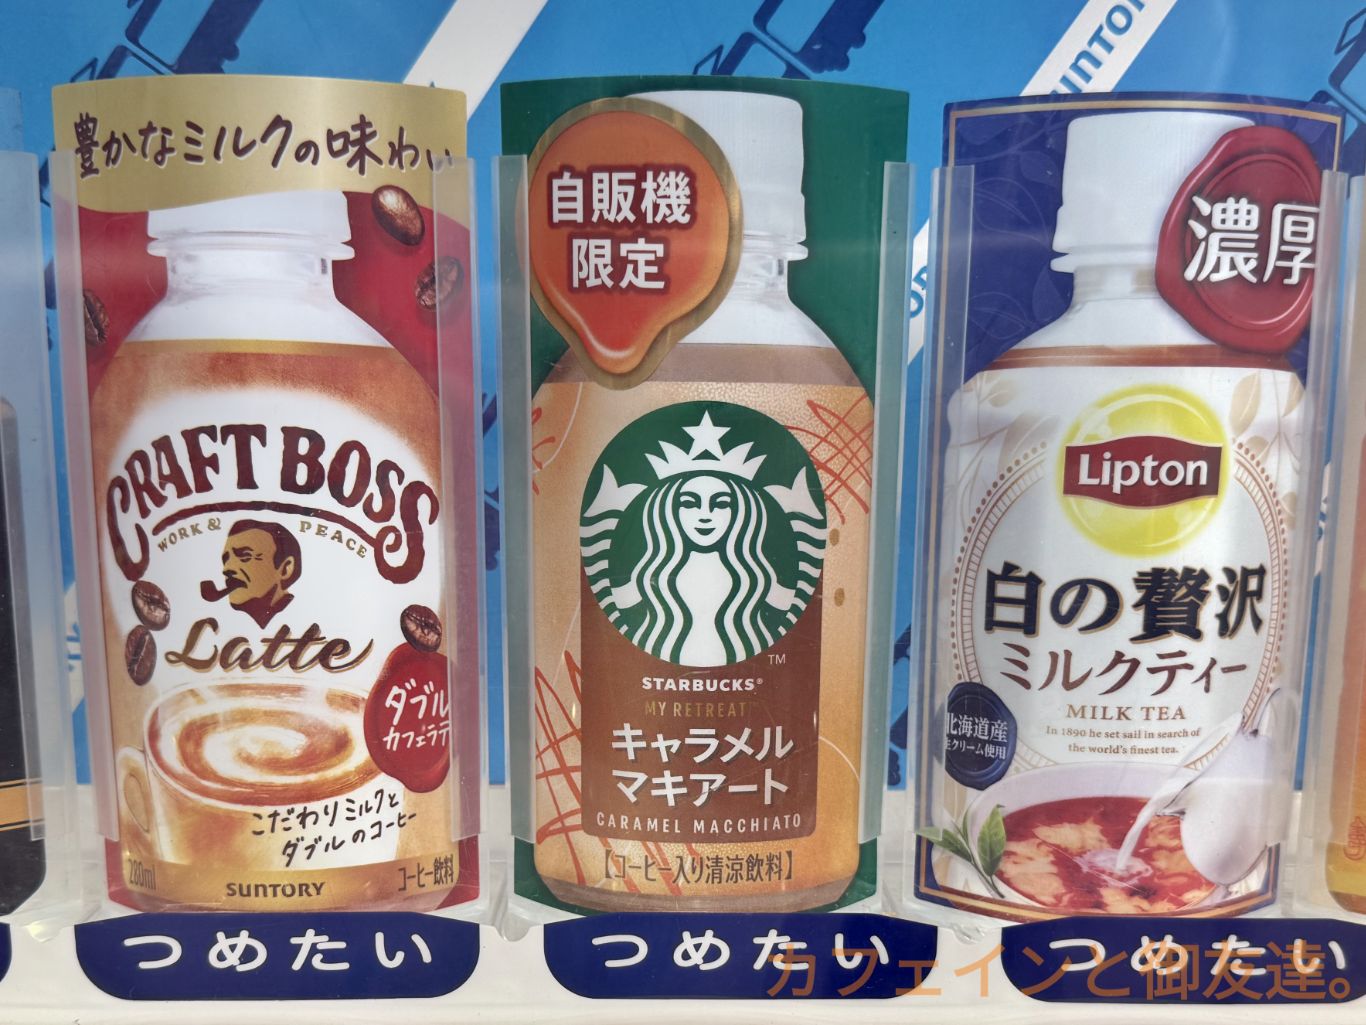 豊かなミルクの味わい
CRAFT BOSS
WORK & PEACE
Latte
ダブル
カフェラテ
こだわりミルクと
ダブルのコーヒー
280ml
SUNTORY
コーヒー飲料
つめたい
自販機
限定
STARBUCKS®
MY RETREAT
キャラメル
マキアート
CARAMEL MACCHIATO
【コーヒー入り清涼飲料】
つめたい
SUNTOR
濃厚
Lipton
白の贅沢
ミルクティー
MILK TEA
In 1890 he set sail in search of
the world's finest tea.
北海道産
生クリーム使用
つめたい
カフェインと御友達。